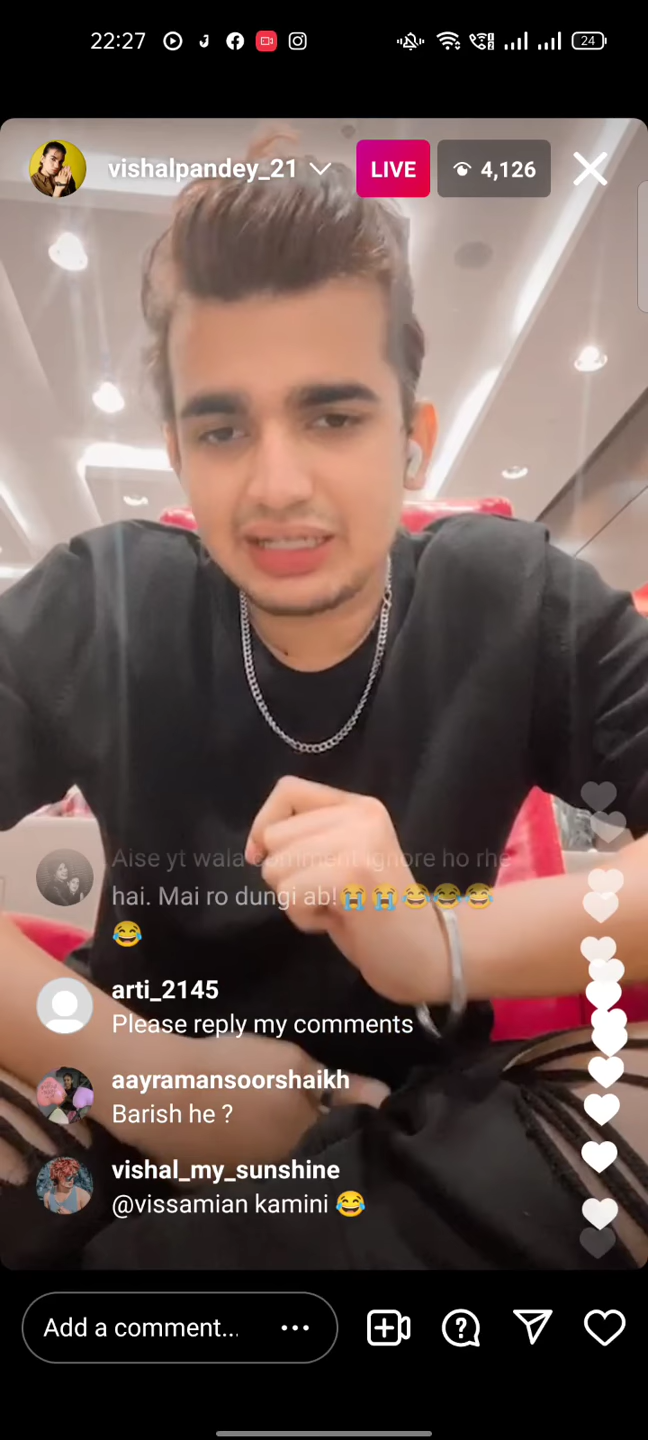 22:27
24
vishalpandey_21
LIVE
4,126
Aise yt wala comment ignore ho rhe
hai. Mai ro dungi ab!😭😭😂😂😂
😂
arti_2145
Please reply my comments
aayramansoorshaikh
Barish he ?
vishal_my_sunshine
@vissamian kamini 😂
Add a comment...